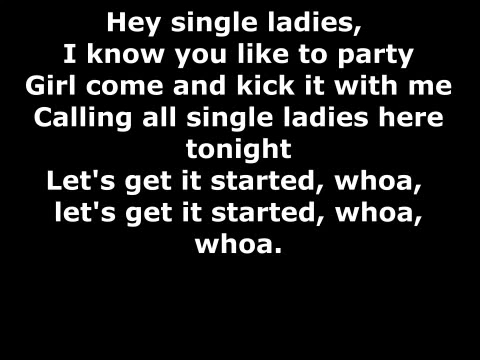 Hey single ladies,
I know you like to party
Girl come and kick it with me
Calling all single ladies here
tonight
Let's get it started, whoa,
let's get it started, whoa,
whoa.